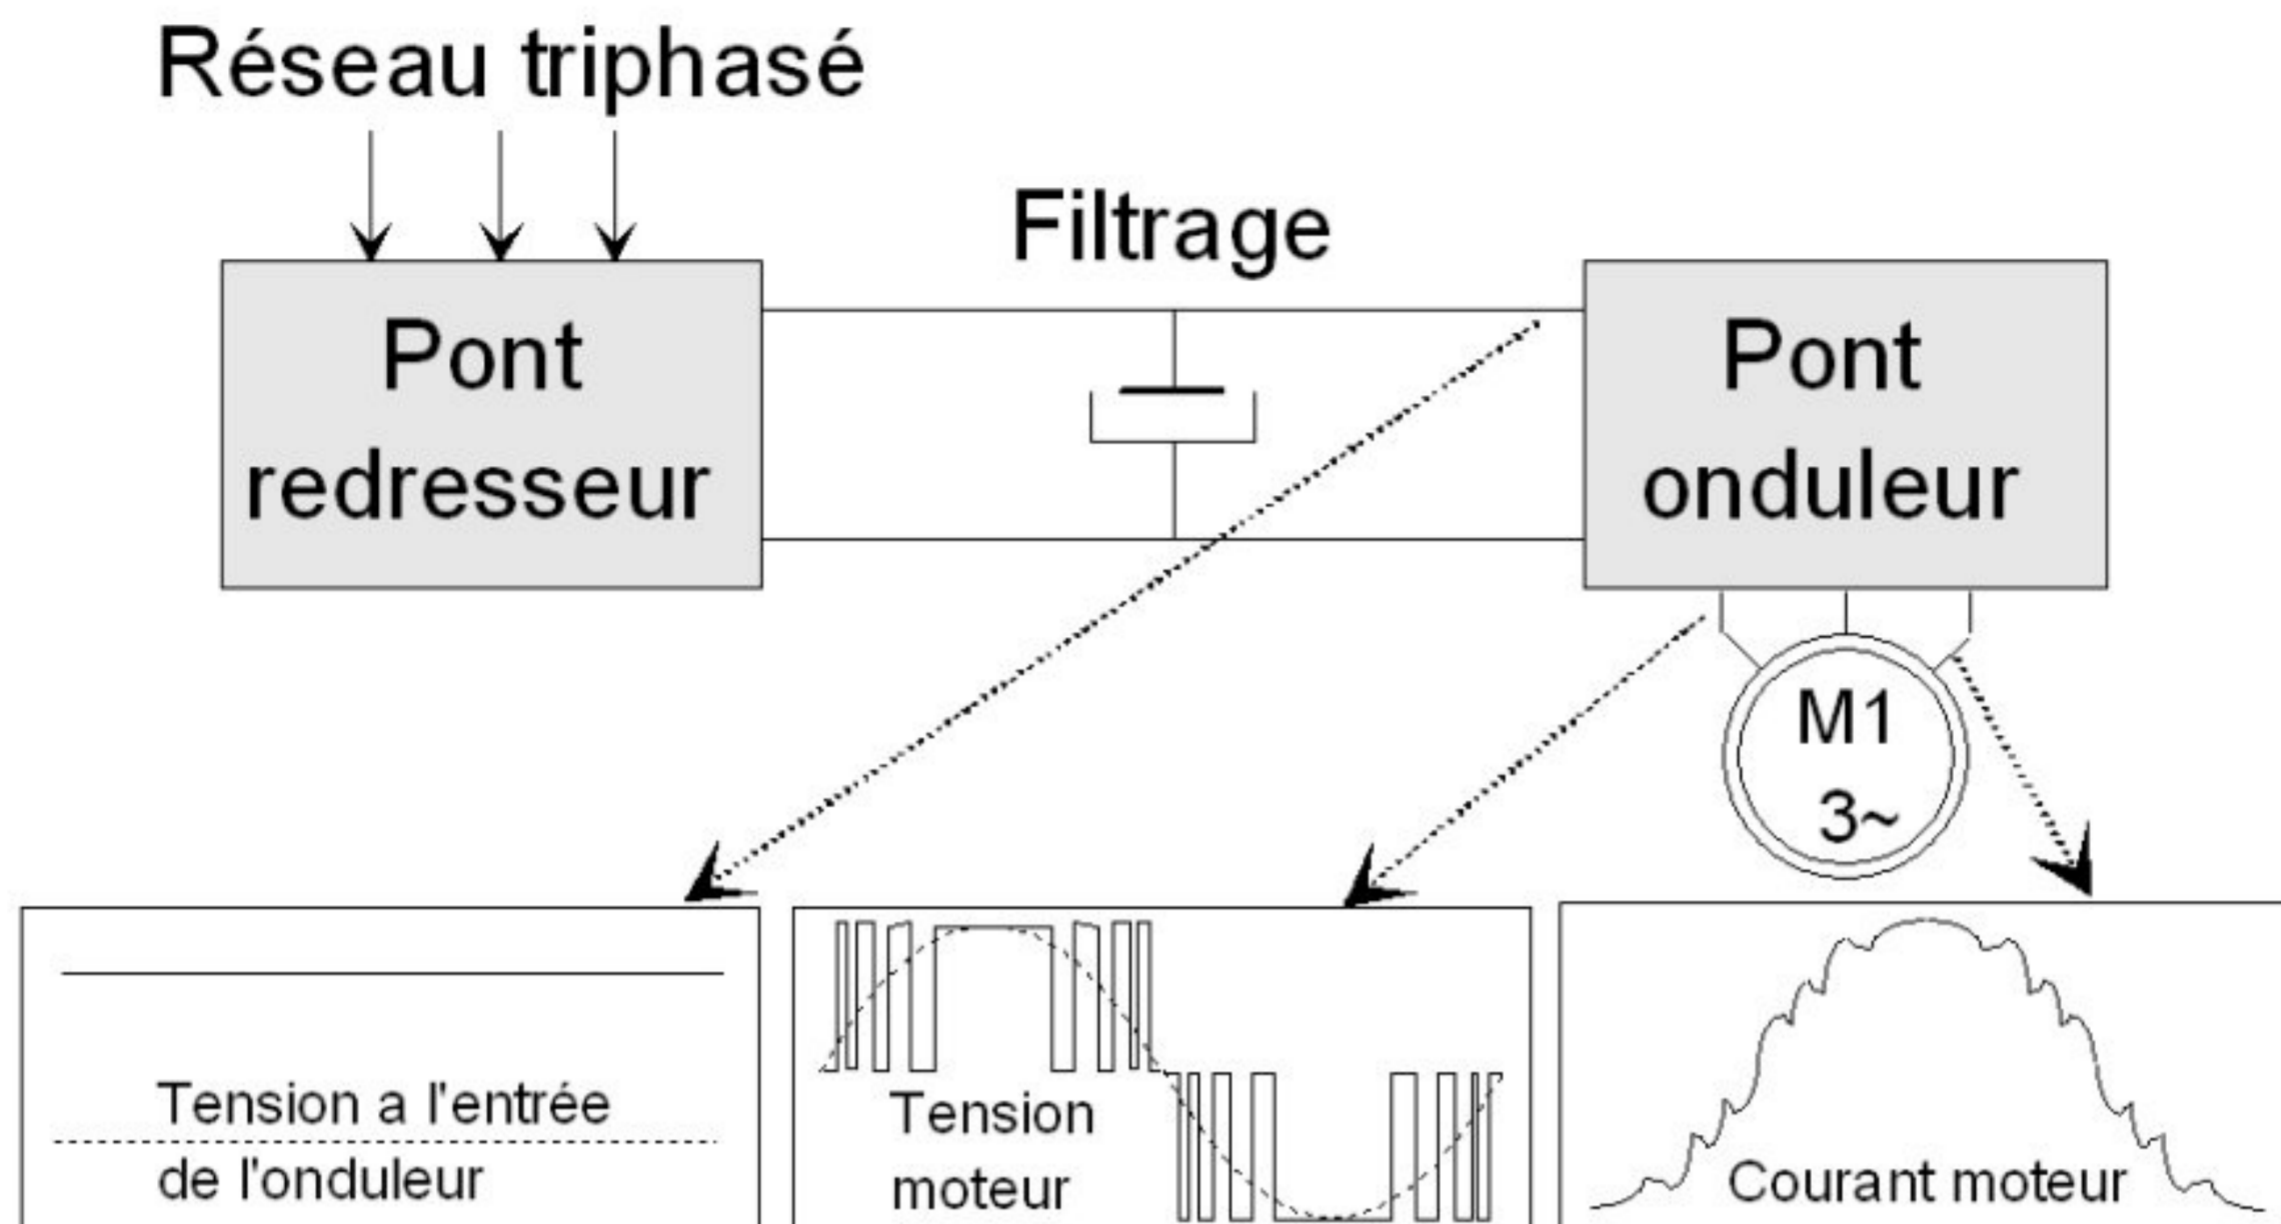 Réseau triphasé
Filtrage
Pont
redresseur
Pont
onduleur
M1
3~
Tension a l'entrée
de l'onduleur
Tension
moteur
Courant moteur